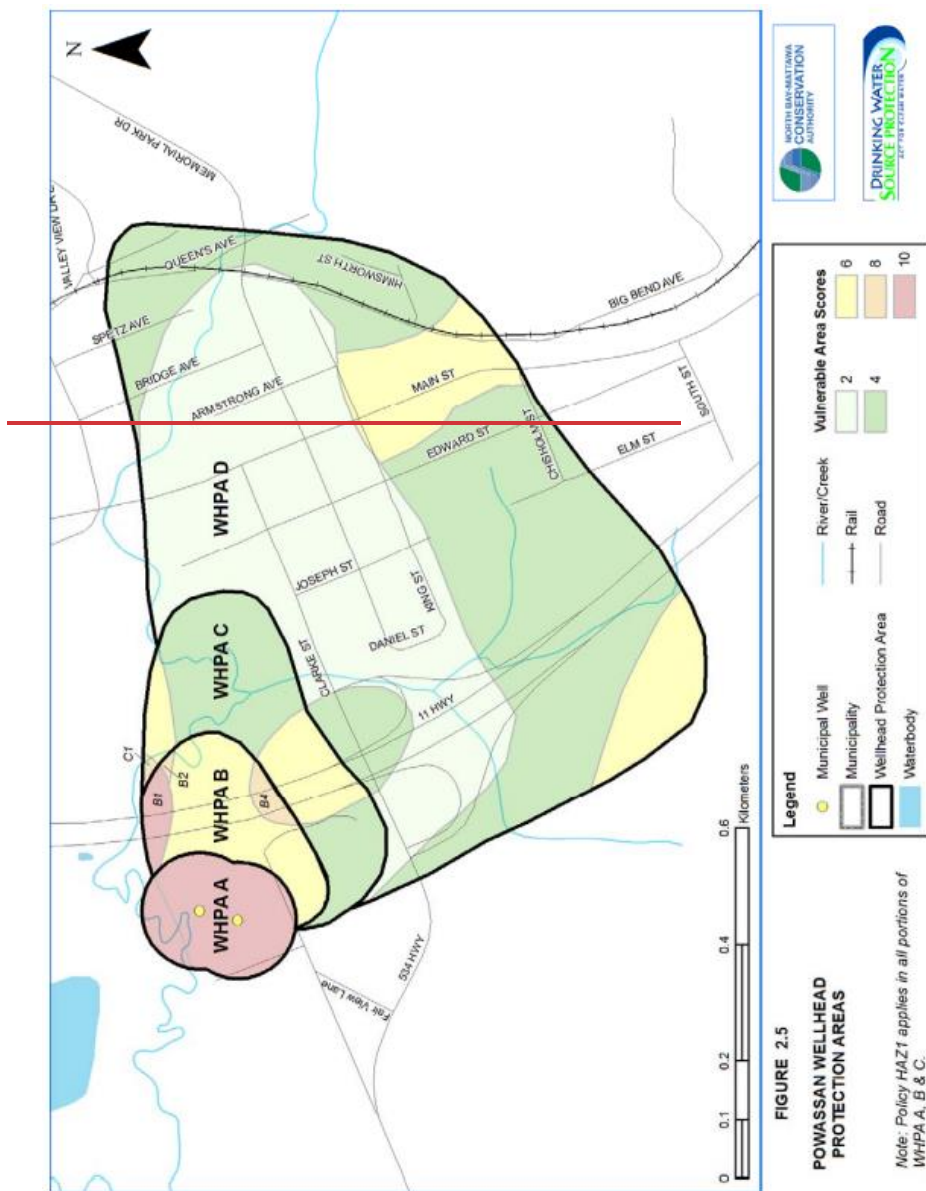 N
VALLEY VIEW DR
MEMORIAL PARK DR
QUEEN'S AVE
SPETZ AVE
HIMSWORTH ST
BRIDGE AVE
BIG BEND AVE
ARMSTRONG AVE
MAIN ST
WHPA D
EDWARD ST
CHISHOLM ST
SOUTH ST
ELM ST
JOSEPH ST
KING ST
DANIEL ST
CLARKE ST
WHPA C
11 HWY
C1
B2
B1
WHPA B
B4
WHPA A
Fair View Lane
534 HWY
0
0.1
0.2
0.4
0.6
Kilometers
FIGURE 2.5
POWASSAN WELLHEAD
PROTECTION AREAS
Note: Policy HAZ1 applies in all portions of
WHPA A, B & C.
Legend
Municipal Well
Municipality
Wellhead Protection Area
Waterbody
River/Creek
Rail
Road
Vulnerable Area Scores
2
4
6
8
10
NORTH BAY-MATTAWA
CONSERVATION
AUTHORITY
DRINKING WATER
SOURCE PROTECTION
ACT FOR CLEAN WATER